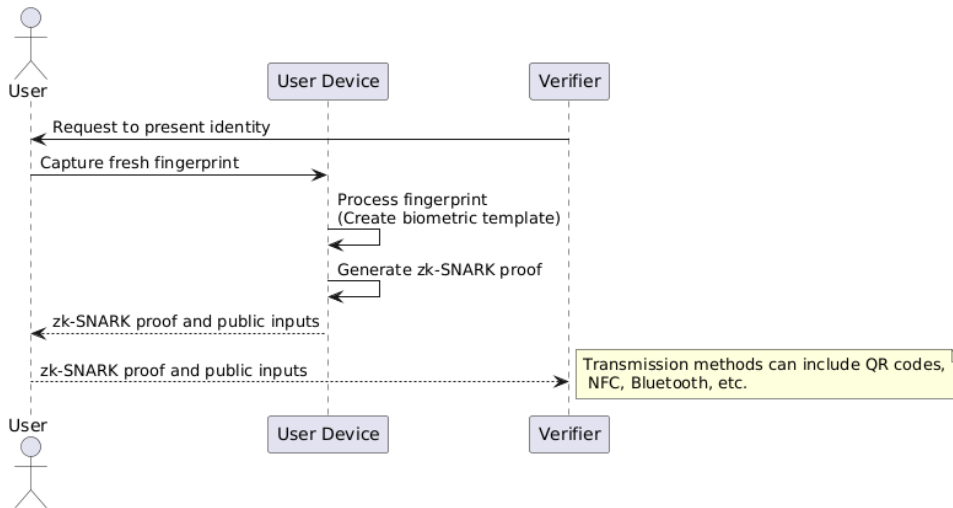 User
User Device
Verifier
Request to present identity
Capture fresh fingerprint
Process fingerprint
(Create biometric template)
Generate zk-SNARK proof
zk-SNARK proof and public inputs
zk-SNARK proof and public inputs
Transmission methods can include QR codes,
NFC, Bluetooth, etc.
User
User Device
Verifier